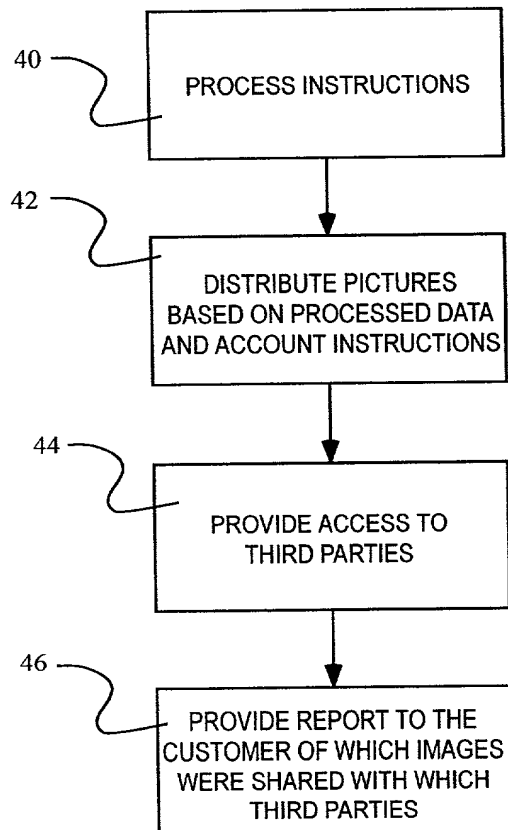 40
PROCESS INSTRUCTIONS
42
DISTRIBUTE PICTURES
BASED ON PROCESSED DATA
AND ACCOUNT INSTRUCTIONS
44
PROVIDE ACCESS TO
THIRD PARTIES
46
PROVIDE REPORT TO THE
CUSTOMER OF WHICH IMAGES
WERE SHARED WITH WHICH
THIRD PARTIES